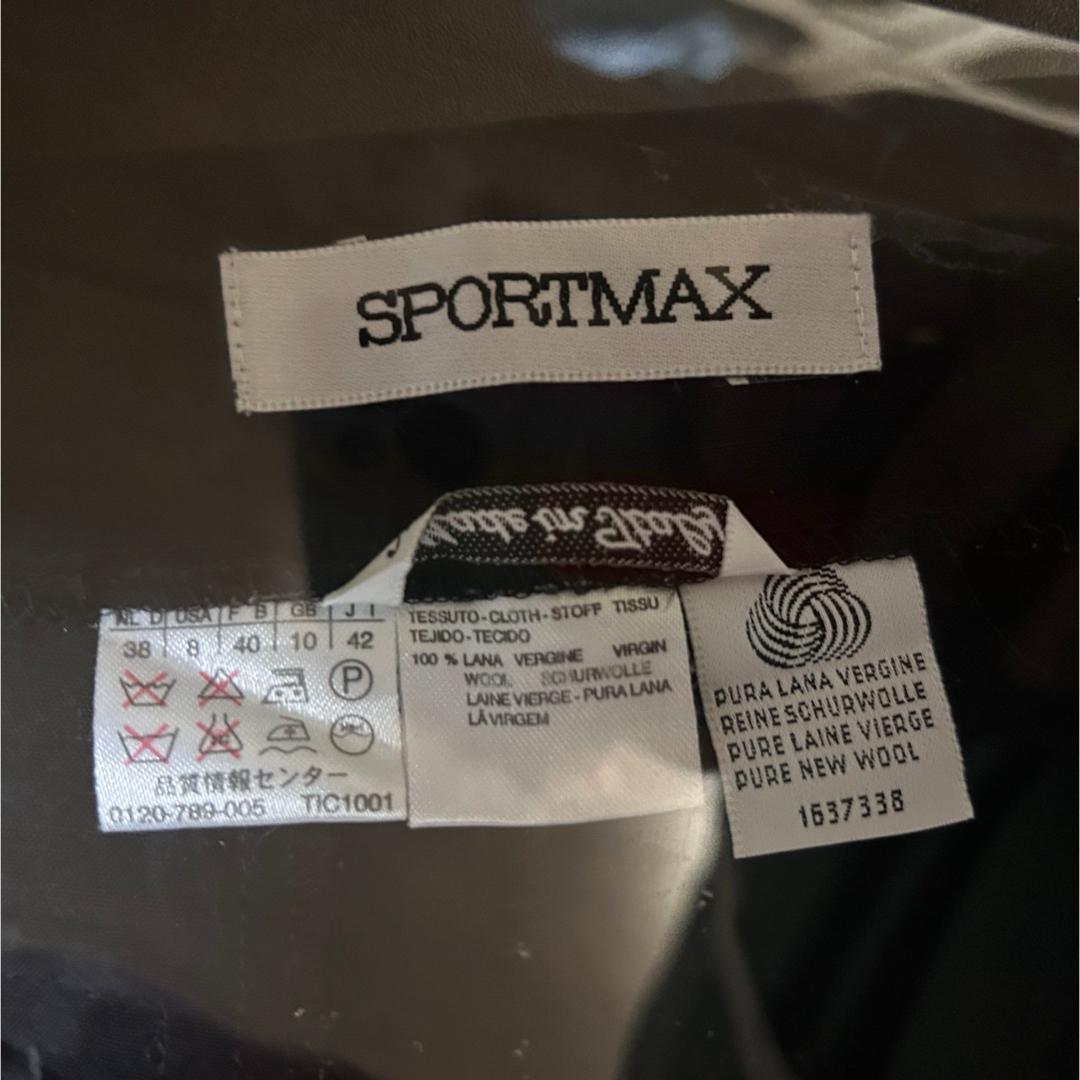 SPORTMAX
Made in Italy
NL D USA F B GB J I
38 8 40 10 42
P
品質情報センター
0120-789-005 TIC1001
TESSUTO-CLOTH-STOFF TISSU
TEJIDO-TECIDO
100 % LANA VERGINE VIRGIN
WOOL SCHURWOLLE
LAINE VIERGE-PURA LANA
LÃ VIRGEM
PURA LANA VERGINE
REINE SCHURWOLLE
PURE LAINE VIERGE
PURE NEW WOOL
1637338